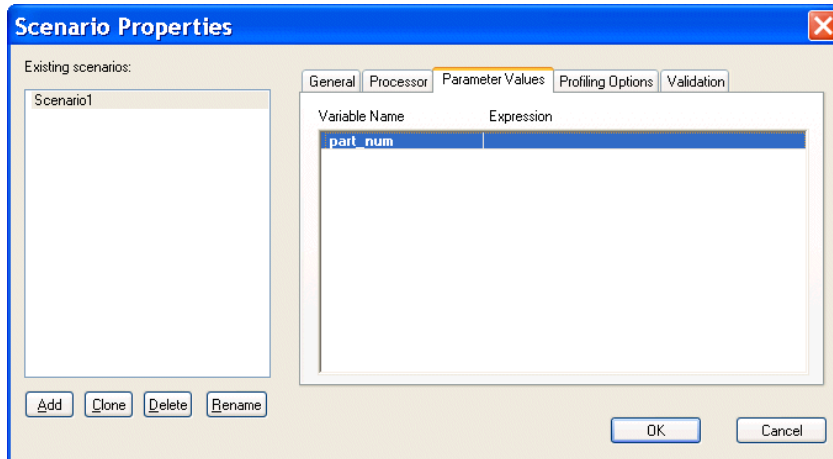 Scenario Properties
Existing scenarios:
Scenario1
Add Clone Delete Rename
General Processor Parameter Values Profiling Options Validation
Variable Name Expression
part_num
OK Cancel